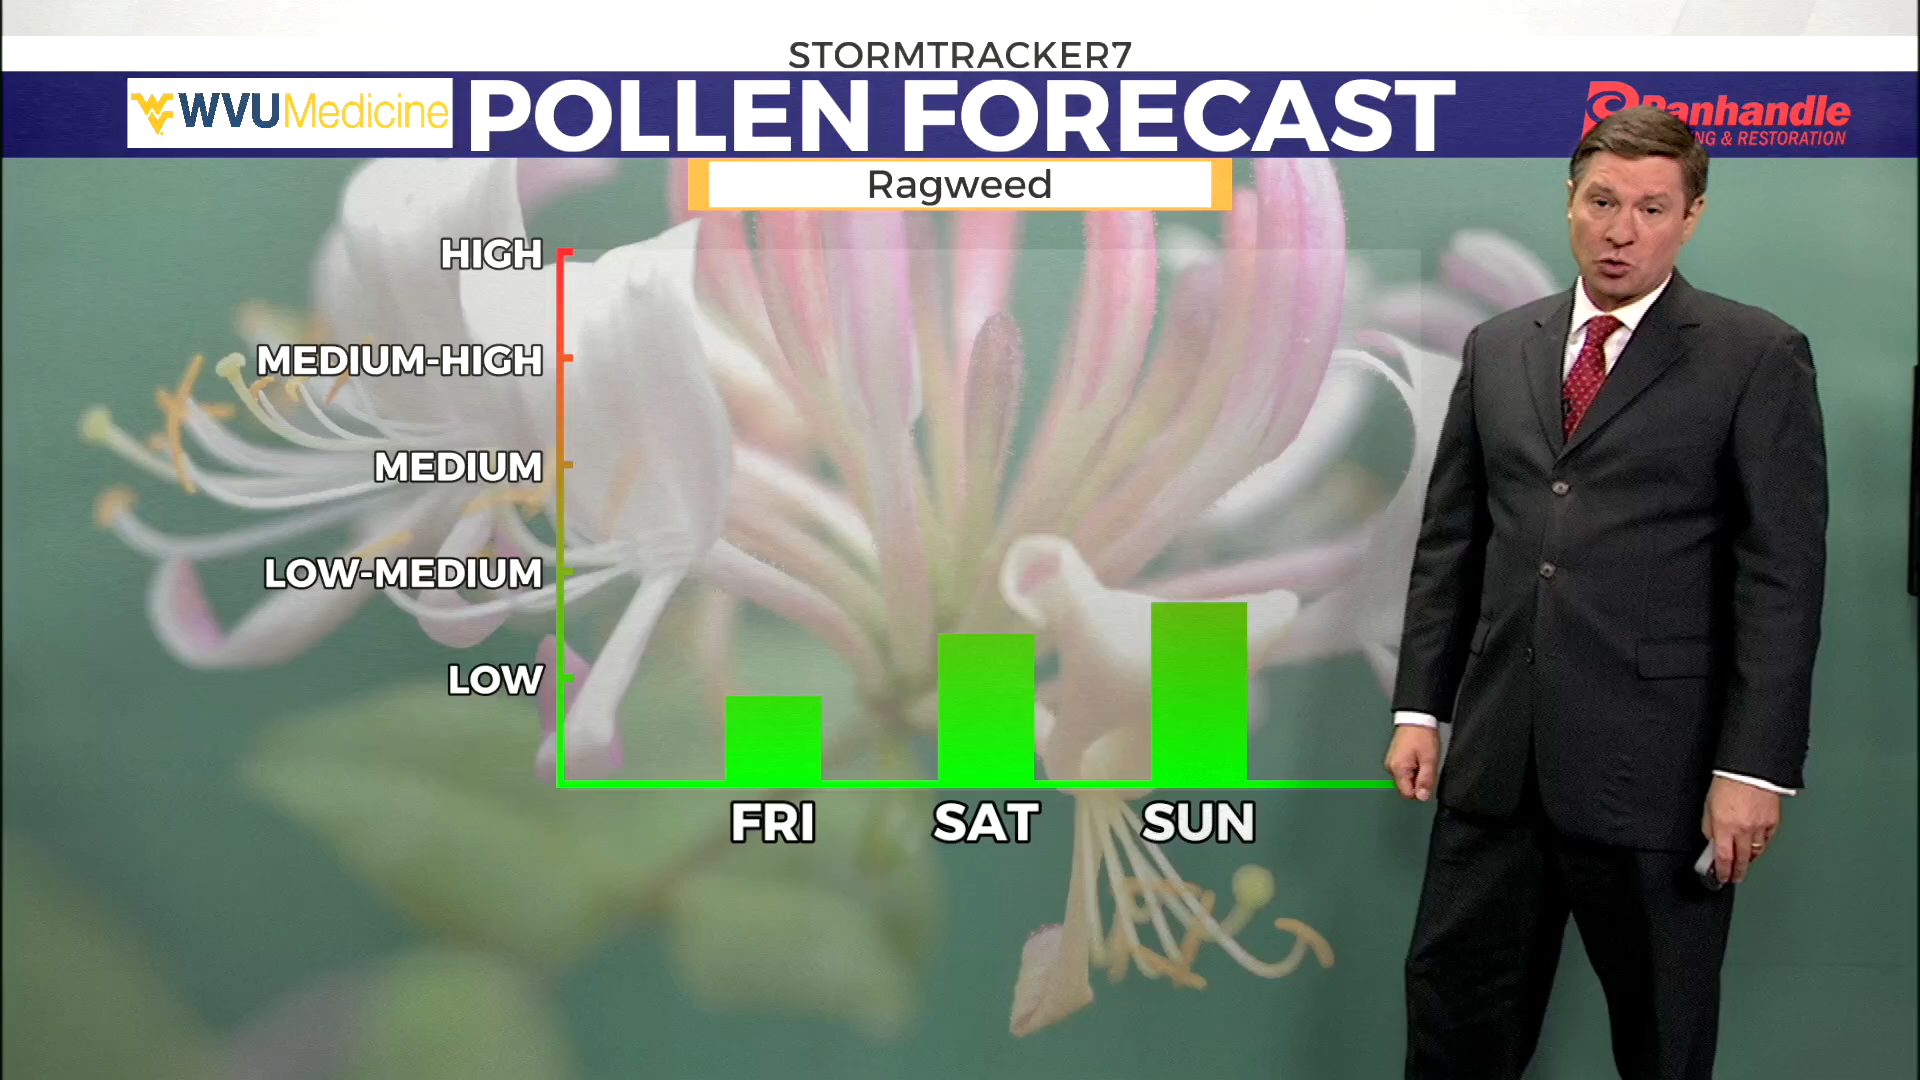 STORMTRACKER7
WVUMedicine
POLLEN FORECAST
Panhandle
& RESTORATION
Ragweed
HIGH
MEDIUM-HIGH
MEDIUM
LOW-MEDIUM
LOW
FRI
SAT
SUN